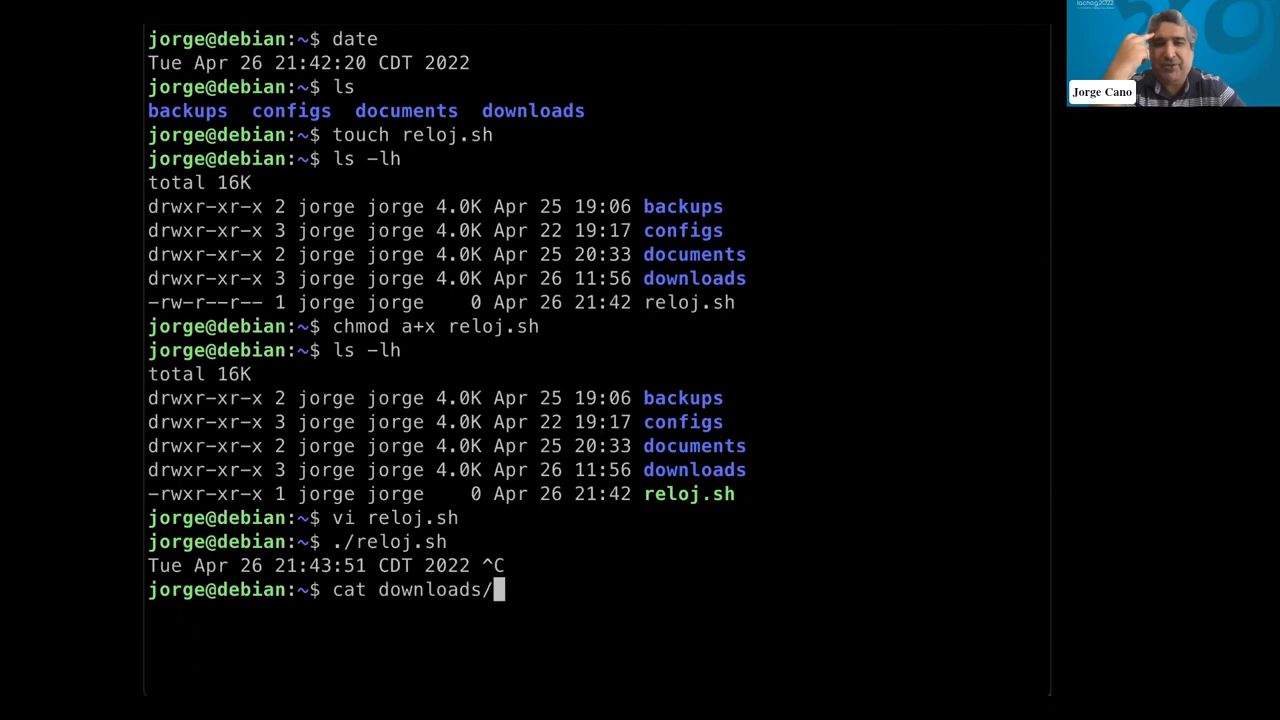 jorge@debian:~$ date
Tue Apr 26 21:42:20 CDT 2022
jorge@debian:~$ ls
backups configs documents downloads
jorge@debian:~$ touch reloj.sh
jorge@debian:~$ ls -lh
total 16K
drwxr-xr-x 2 jorge jorge 4.0K Apr 25 19:06 backups
drwxr-xr-x 3 jorge jorge 4.0K Apr 22 19:17 configs
drwxr-xr-x 2 jorge jorge 4.0K Apr 25 20:33 documents
drwxr-xr-x 3 jorge jorge 4.0K Apr 26 11:56 downloads
-rw-r--r-- 1 jorge jorge 0 Apr 26 21:42 reloj.sh
jorge@debian:~$ chmod a+x reloj.sh
jorge@debian:~$ ls -lh
total 16K
drwxr-xr-x 2 jorge jorge 4.0K Apr 25 19:06 backups
drwxr-xr-x 3 jorge jorge 4.0K Apr 22 19:17 configs
drwxr-xr-x 2 jorge jorge 4.0K Apr 25 20:33 documents
drwxr-xr-x 3 jorge jorge 4.0K Apr 26 11:56 downloads
-rwxr-xr-x 1 jorge jorge 0 Apr 26 21:42 reloj.sh
jorge@debian:~$ vi reloj.sh
jorge@debian:~$ ./reloj.sh
Tue Apr 26 21:43:51 CDT 2022 ^C
jorge@debian:~$ cat downloads/
lacnog2022
Jorge Cano